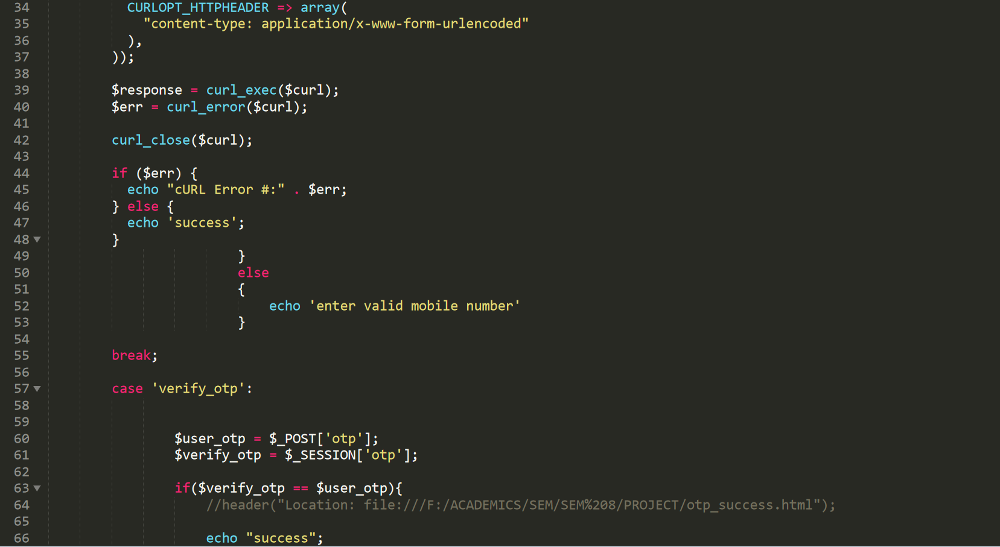 34 CURLOPT_HTTPHEADER => array(
35 "content-type: application/x-www-form-urlencoded"
36 ),
37 ));
38
39 $response = curl_exec($curl);
40 $err = curl_error($curl);
41
42 curl_close($curl);
43
44 if ($err) {
45 echo "cURL Error #:" . $err;
46 } else {
47 echo 'success';
48 }
49 }
50 else
51 {
52 echo 'enter valid mobile number'
53 }
54
55 break;
56
57 case 'verify_otp':
58
59
60 $user_otp = $_POST['otp'];
61 $verify_otp = $_SESSION['otp'];
62
63 if($verify_otp == $user_otp){
64 //header("Location: file:///F:/ACADEMICS/SEM/SEM%208/PROJECT/otp_success.html");
65
66 echo "success";